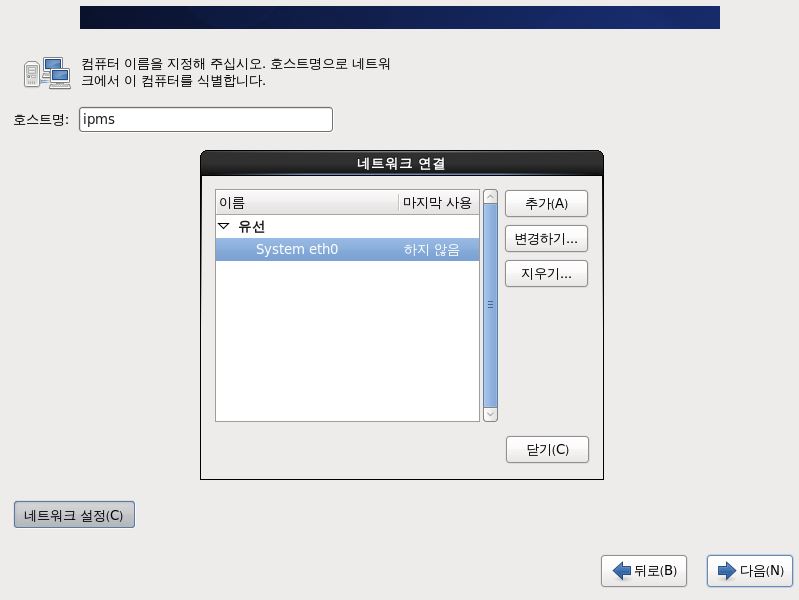 컴퓨터 이름을 지정해 주십시오. 호스트명으로 네트워
크에서 이 컴퓨터를 식별합니다.
호스트명: ipms
네트워크 연결
이름 마지막 사용
유선
System eth0 하지 않음
추가(A)
변경하기...
지우기...
닫기(C)
네트워크 설정(C)
뒤로(B) 다음(N)